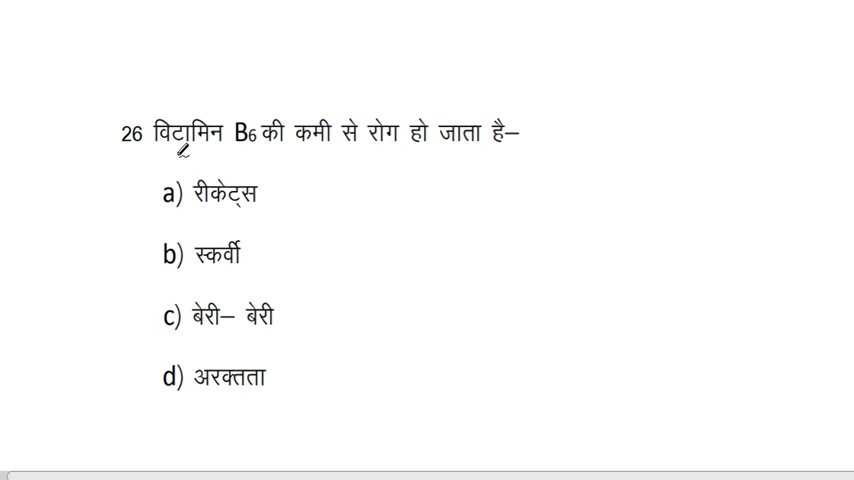 26 विटामिन B6 की कमी से रोग हो जाता है–
a) रीकेट्स
b) स्कर्वी
c) बेरी– बेरी
d) अरक्तता